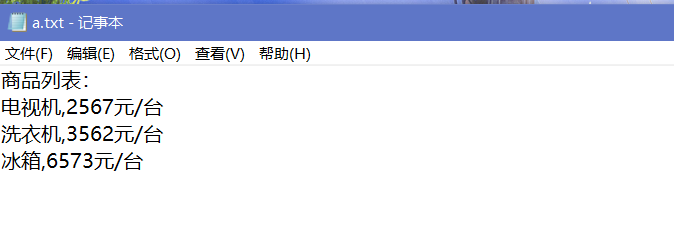 a.txt - 记事本
文件(F) 编辑(E) 格式(O) 查看(V) 帮助(H)
商品列表:
电视机,2567元/台
洗衣机,3562元/台
冰箱,6573元/台